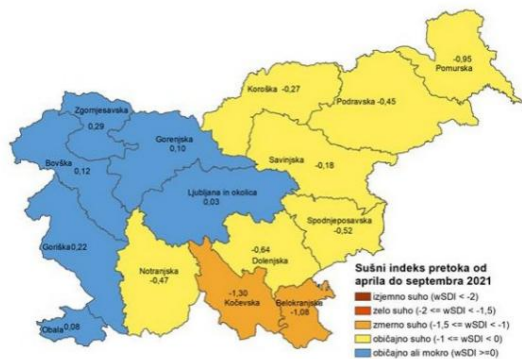 -0,95
Pomurska
Koroška -0,27
Podravska -0,45
Zgornjesavska
0,29
Gorenjska
0,10
Bovška
0,12
Savinjska
-0,18
Ljubljana in okolica
0,03
Spodnjeposavska
-0,52
Goriška 0,22
-0,64
Dolenjska
Notranjska
-0,47
-1,30
Kočevska
Belokranjska
-1,08
Obala 0,08
Sušni indeks pretoka od
aprila do septembra 2021
izjemno suho (wSDI < -2)
zelo suho (-2 <= wSDI < -1,5)
zmerno suho (-1,5 <= wSDI < -1)
običajno suho (-1 <= wSDI < 0)
običajno ali mokro (wSDI >=0)